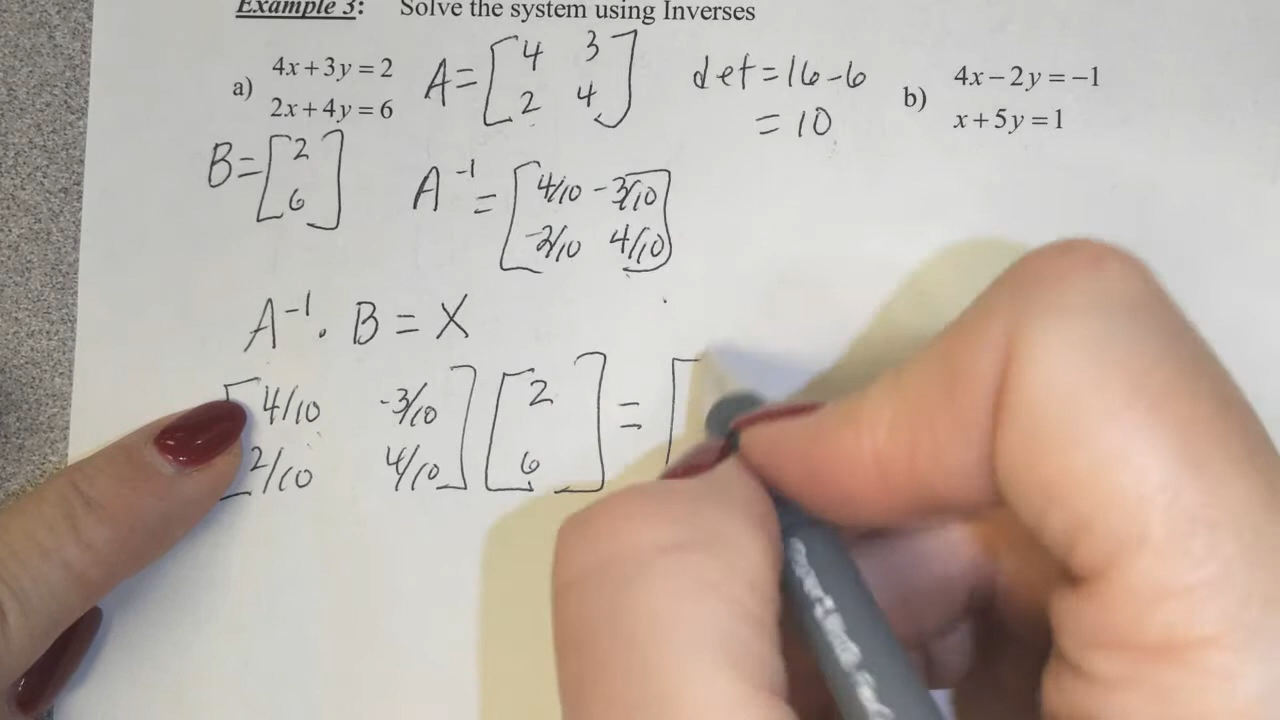 Example 3: Solve the system using Inverses
a) 4x+3y=2
2x+4y=6
A=[4 3
2 4]
det=16-6
=10
b) 4x-2y=-1
x+5y=1
B=[2
6]
A⁻¹=[4/10 -3/10
-2/10 4/10]
A⁻¹·B=X
[4/10 -3/10
2/10 4/10][2
6]=[